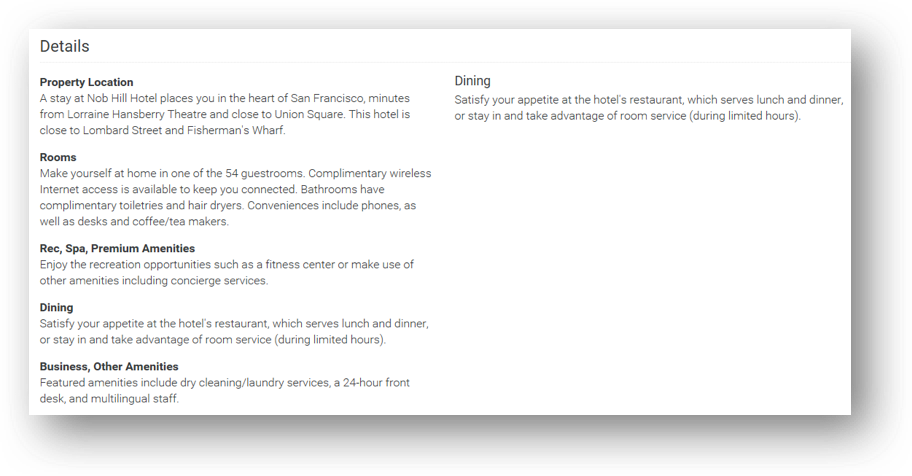 Details
Property Location
A stay at Nob Hill Hotel places you in the heart of San Francisco, minutes
from Lorraine Hansberry Theatre and close to Union Square. This hotel is
close to Lombard Street and Fisherman's Wharf.
Rooms
Make yourself at home in one of the 54 guestrooms. Complimentary wireless
Internet access is available to keep you connected. Bathrooms have
complimentary toiletries and hair dryers. Conveniences include phones, as
well as desks and coffee/tea makers.
Rec, Spa, Premium Amenities
Enjoy the recreation opportunities such as a fitness center or make use of
other amenities including concierge services.
Dining
Satisfy your appetite at the hotel's restaurant, which serves lunch and dinner,
or stay in and take advantage of room service (during limited hours).
Business, Other Amenities
Featured amenities include dry cleaning/laundry services, a 24-hour front
desk, and multilingual staff.
Dining
Satisfy your appetite at the hotel's restaurant, which serves lunch and dinner,
or stay in and take advantage of room service (during limited hours).